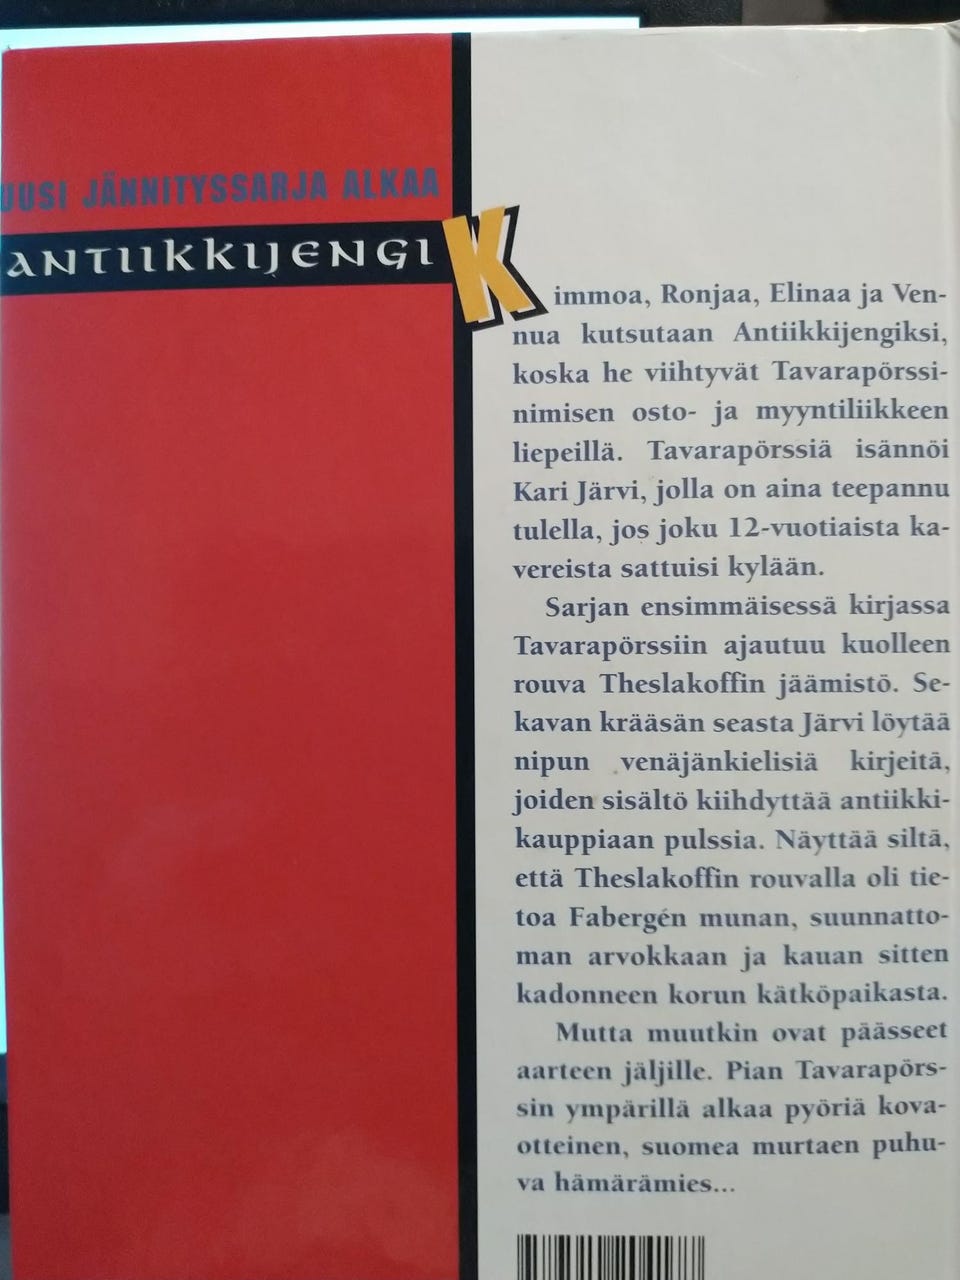 UUSI JÄNNITYSSARJA ALKAA
ANTIIKKIJENGI
Kimmoa, Ronjaa, Elinaa ja Ven-
nua kutsutaan Antiikkijengiksi,
koska he viihtyvät Tavarapörssi-
nimisen osto- ja myyntiliikkeen
liepeillä. Tavarapörssiä isännöi
Kari Järvi, jolla on aina teepannu
tulella, jos joku 12-vuotiaista ka-
vereista sattuisi kylään.
Sarjan ensimmäisessä kirjassa
Tavarapörssiin ajautuu kuolleen
rouva Theslakoffin jäämistö. Se-
kavan krääsän seasta Järvi löytää
nipun venäjänkielisiä kirjeitä,
joiden sisältö kiihdyttää antiikki-
kauppiaan pulssia. Näyttää siltä,
että Theslakoffin rouvalla oli tie-
toa Fabergén munan, suunnatto-
man arvokkaan ja kauan sitten
kadonneen korun kätköpaikasta.
Mutta muutkin ovat päässeet
aarteen jäljille. Pian Tavarapörs-
sin ympärillä alkaa pyöriä kova-
otteinen, suomea murtaen puhu-
va hämärämies...